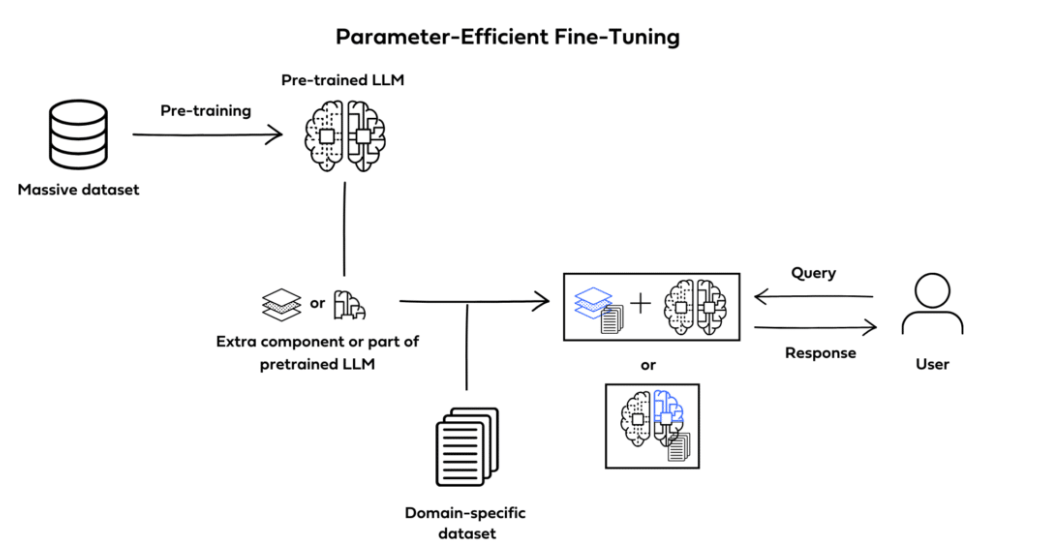 Parameter-Efficient Fine-Tuning
Pre-trained LLM
Pre-training
Massive dataset
or
Extra component or part of
pretrained LLM
Query
Response
User
or
Domain-specific
dataset